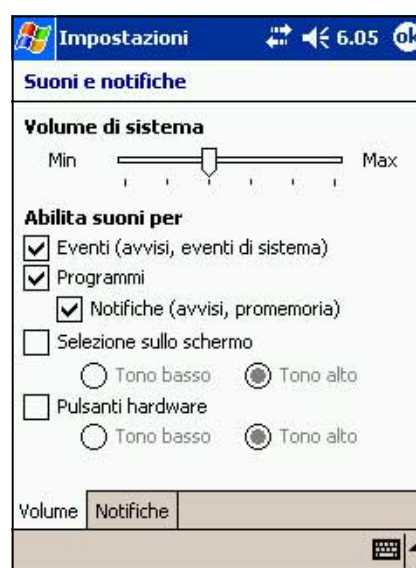 Impostazioni 6.05 ok
Suoni e notifiche
Volume di sistema
Min Max
Abilita suoni per
Eventi (avvisi, eventi di sistema)
Programmi
Notifiche (avvisi, promemoria)
Selezione sullo schermo
Tono basso Tono alto
Pulsanti hardware
Tono basso Tono alto
Volume Notifiche